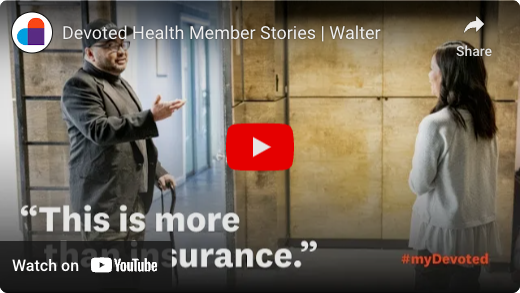 Devoted Health Member Stories | Walter
Share
“This is more
than insurance.”
#myDevoted
Watch on YouTube